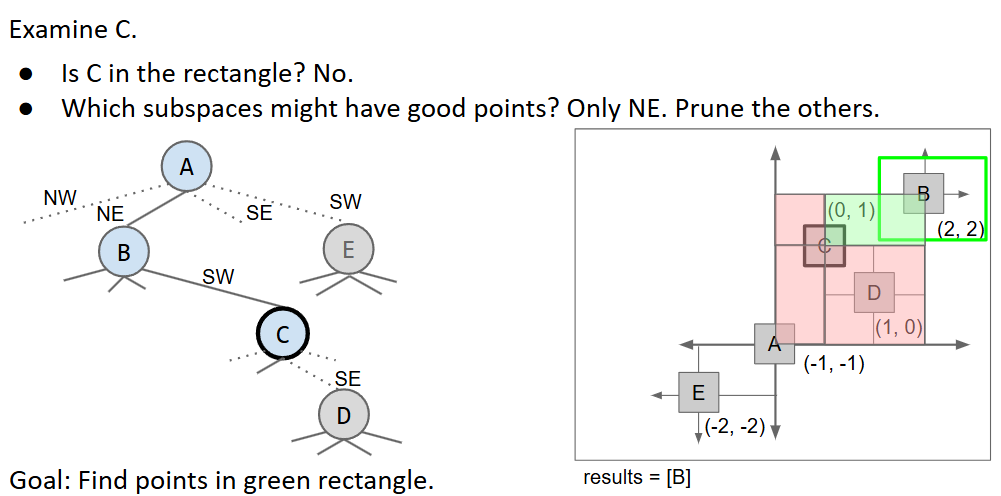 Examine C.
● Is C in the rectangle? No.
● Which subspaces might have good points? Only NE. Prune the others.
A
NW
NE
SE
SW
B
E
SW
C
SE
D
B
(0, 1)
(2, 2)
C
D
(1, 0)
A
(-1, -1)
E
(-2, -2)
Goal: Find points in green rectangle.
results = [B]